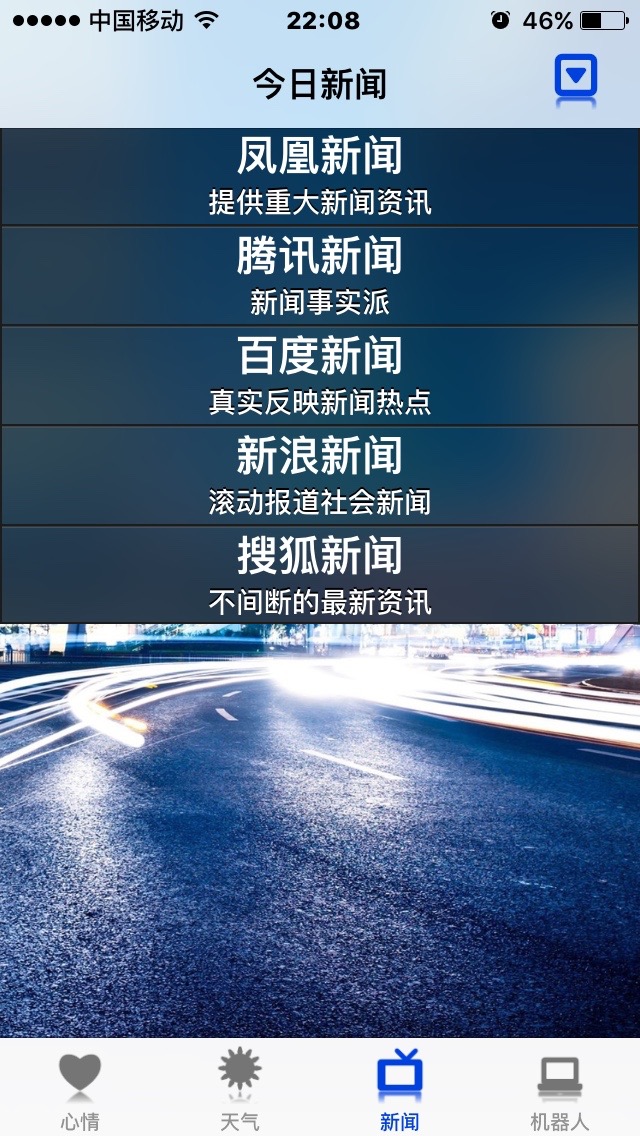 中国移动 22:08 46%
今日新闻
凤凰新闻
提供重大新闻资讯
腾讯新闻
新闻事实派
百度新闻
真实反映新闻热点
新浪新闻
滚动报道社会新闻
搜狐新闻
不间断的最新资讯
心情 天气 新闻 机器人